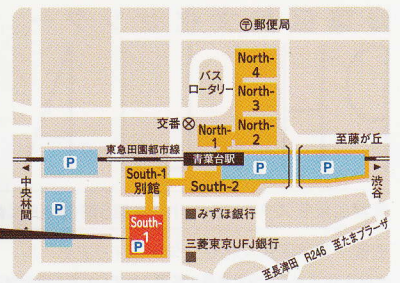 〒郵便局
North-
4
バス
ロータリー
North-
3
交番
North-
1
North-
2
東急田園都市線
至藤が丘
P
青葉台駅
P
P
中央林間
South-1
別館
South-2
渋谷
P
South-
1
P
みずほ銀行
三菱東京UFJ銀行
至長津田 R246 至たまプラーザ